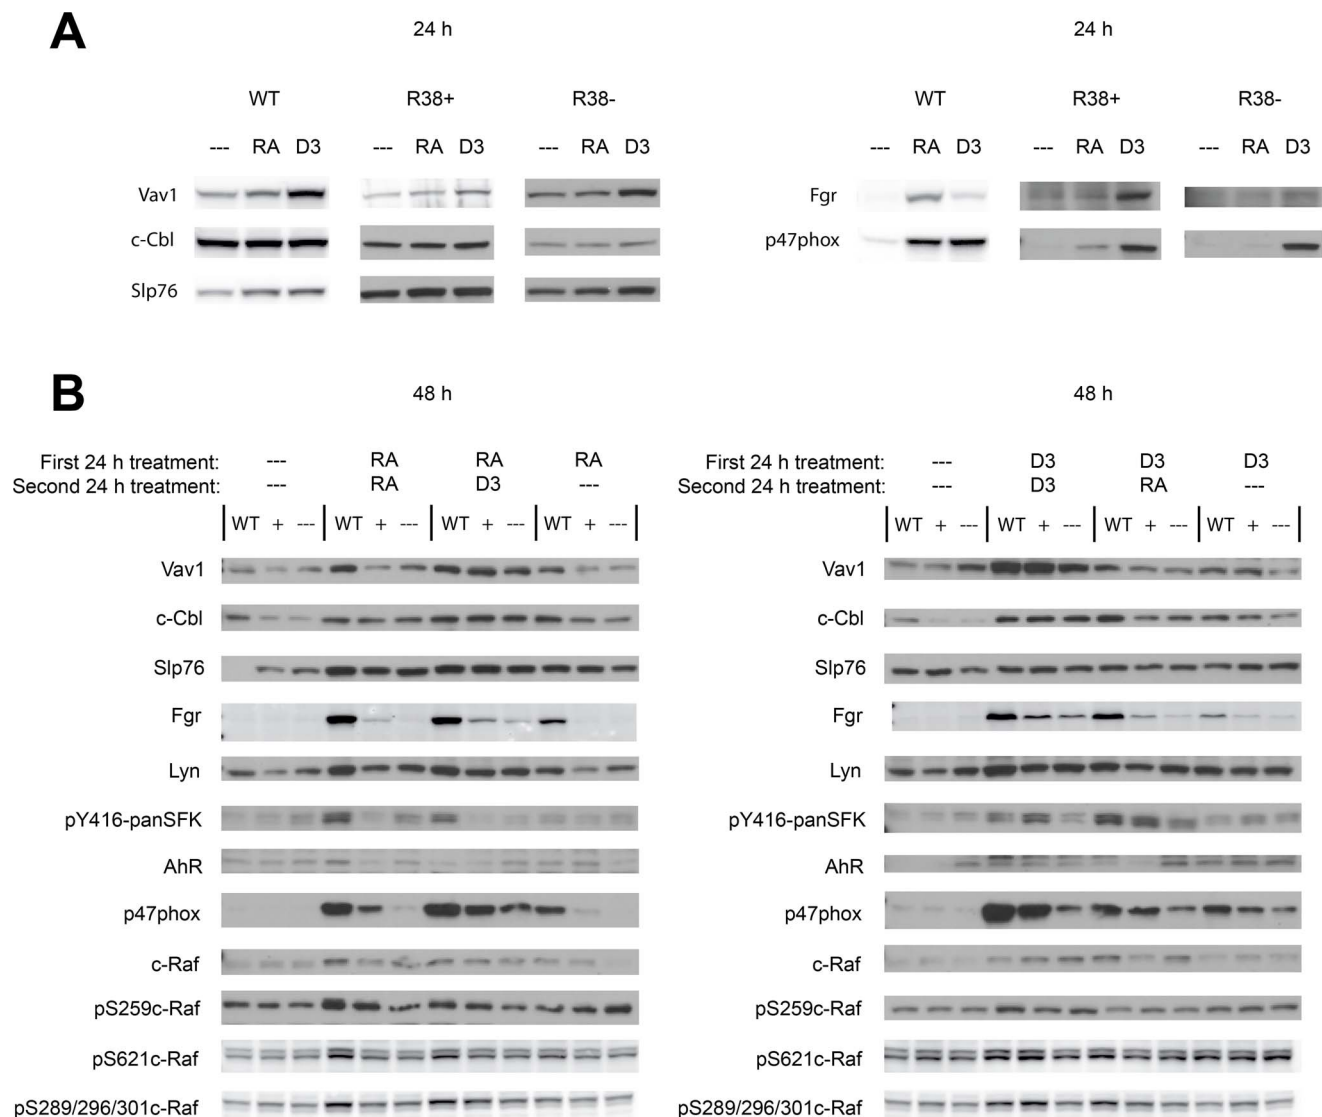 A
24 h
24 h
WT R38+ R38-
WT R38+ R38-
--- RA D3 --- RA D3 --- RA D3
--- RA D3 --- RA D3 --- RA D3
Vav1
c-Cbl
Slp76
Fgr
p47phox
B
48 h
48 h
First 24 h treatment: --- RA RA RA
Second 24 h treatment: --- RA D3 ---
WT + --- WT + --- WT + --- WT + ---
Vav1
c-Cbl
Slp76
Fgr
Lyn
pY416-panSFK
AhR
p47phox
c-Raf
pS259c-Raf
pS621c-Raf
pS289/296/301c-Raf
First 24 h treatment: --- D3 D3 D3
Second 24 h treatment: --- D3 RA ---
WT + --- WT + --- WT + --- WT + ---
Vav1
c-Cbl
Slp76
Fgr
Lyn
pY416-panSFK
AhR
p47phox
c-Raf
pS259c-Raf
pS621c-Raf
pS289/296/301c-Raf